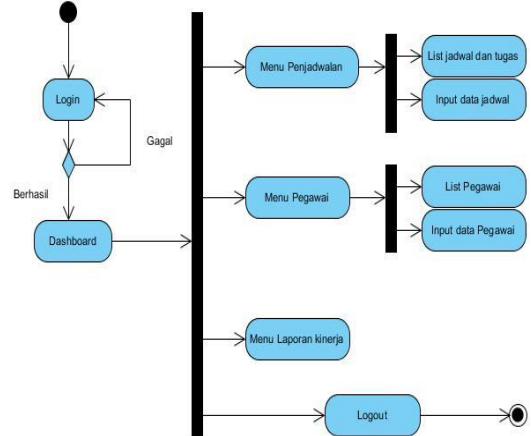 Login
Gagal
Berhasil
Dashboard
Menu Penjadwalan
List jadwal dan tugas
Input data jadwal
Menu Pegawai
List Pegawai
Input data Pegawai
Menu Laporan kinerja
Logout